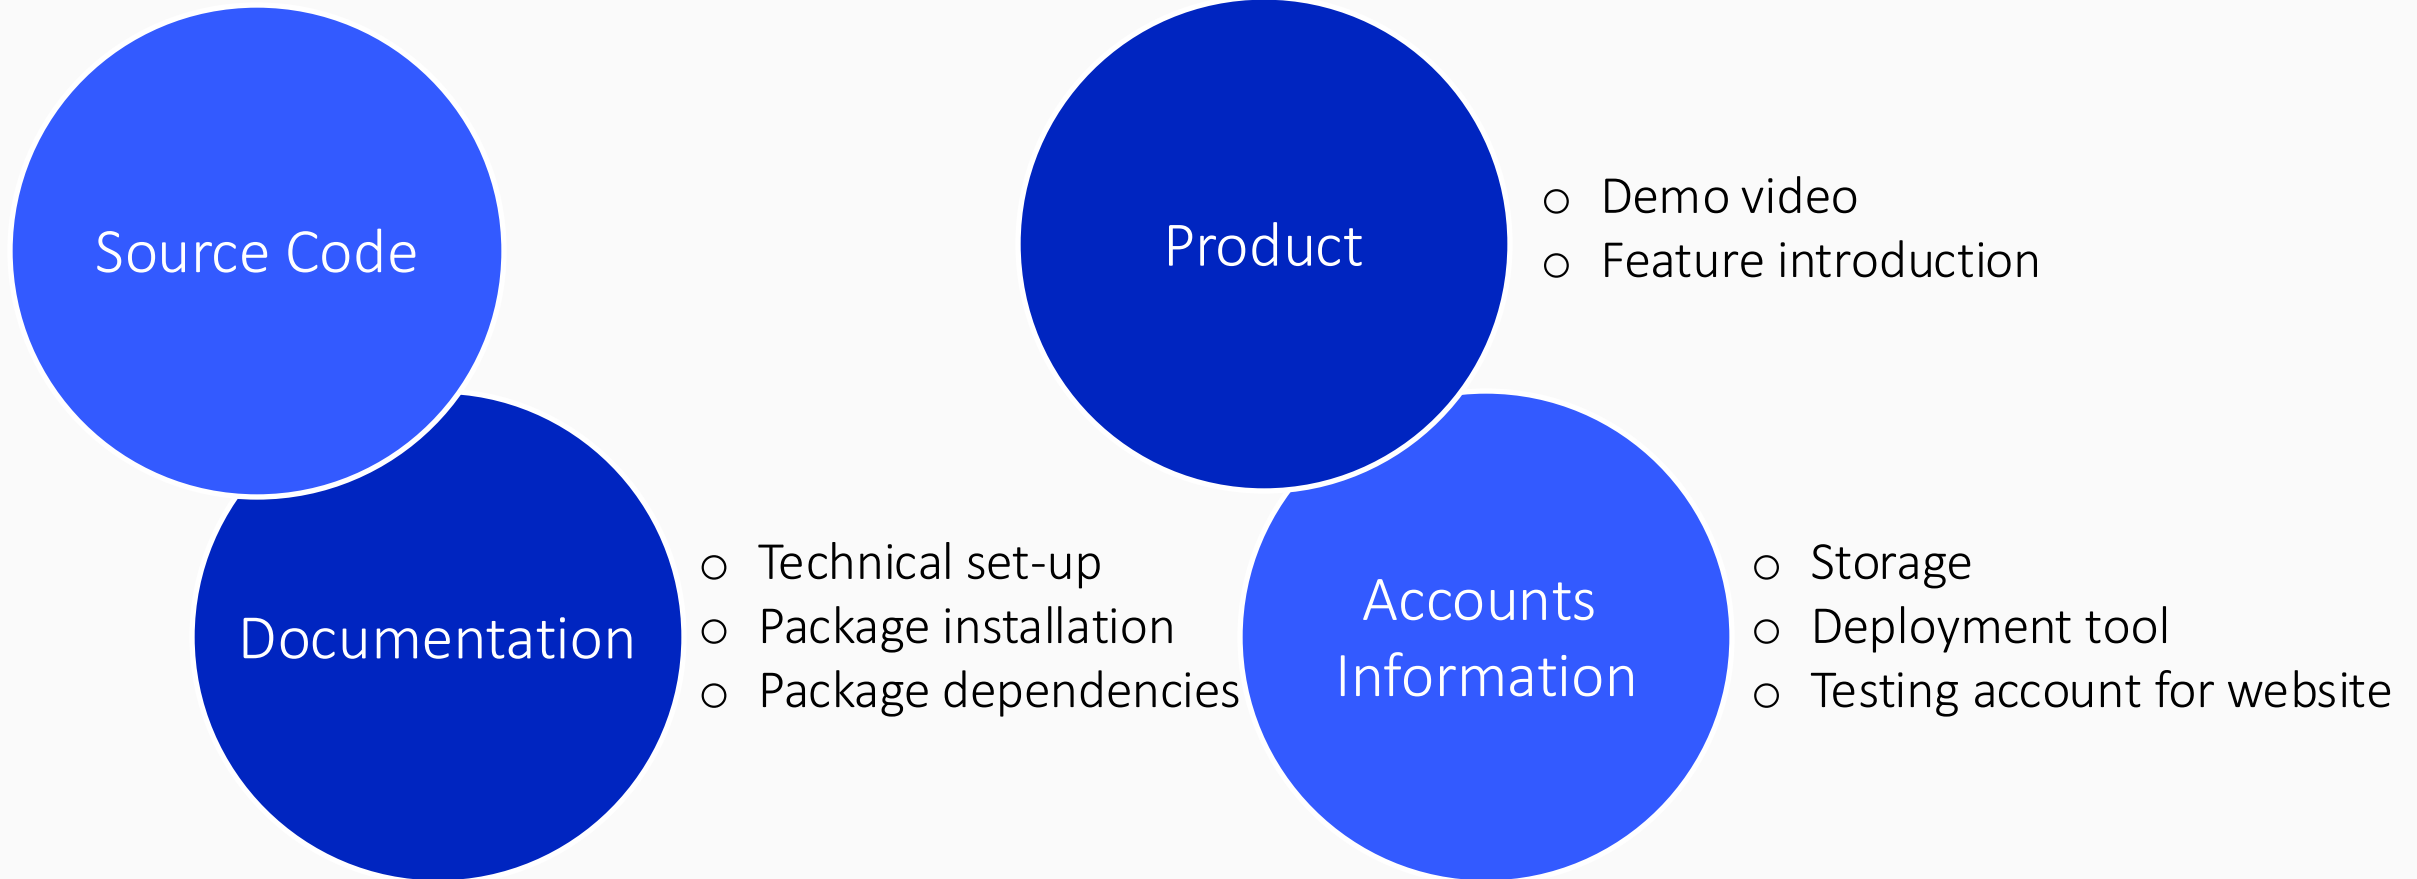 Source Code
Documentation
○ Technical set-up
○ Package installation
○ Package dependencies
Product
○ Demo video
○ Feature introduction
Accounts
Information
○ Storage
○ Deployment tool
○ Testing account for website